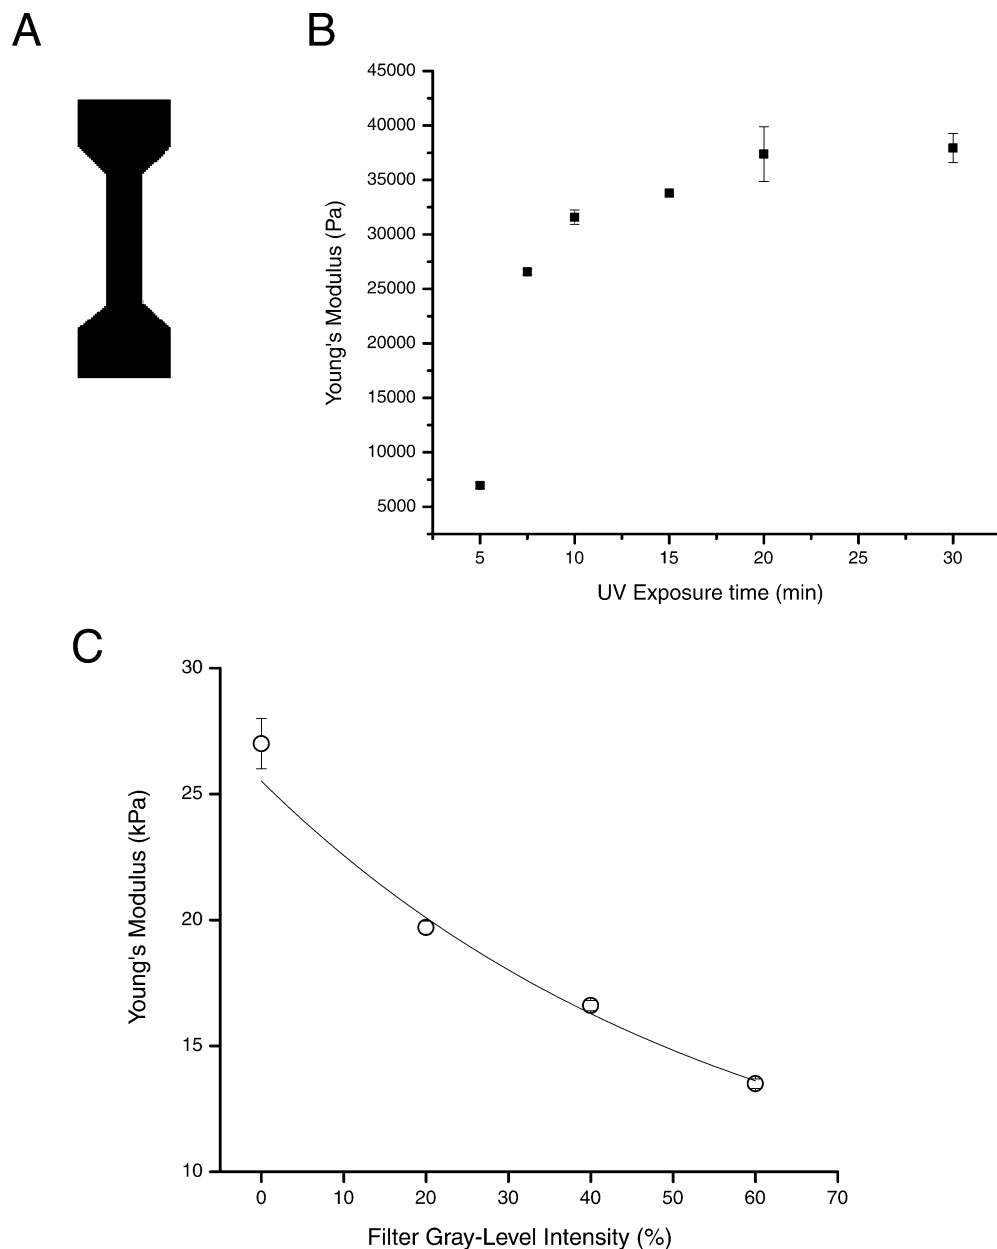 A
B
45000
40000
35000
30000
25000
20000
15000
10000
5000
Young's Modulus (Pa)
5 10 15 20 25 30
UV Exposure time (min)
C
30
25
20
15
10
Young's Modulus (kPa)
0 10 20 30 40 50 60 70
Filter Gray-Level Intensity (%)